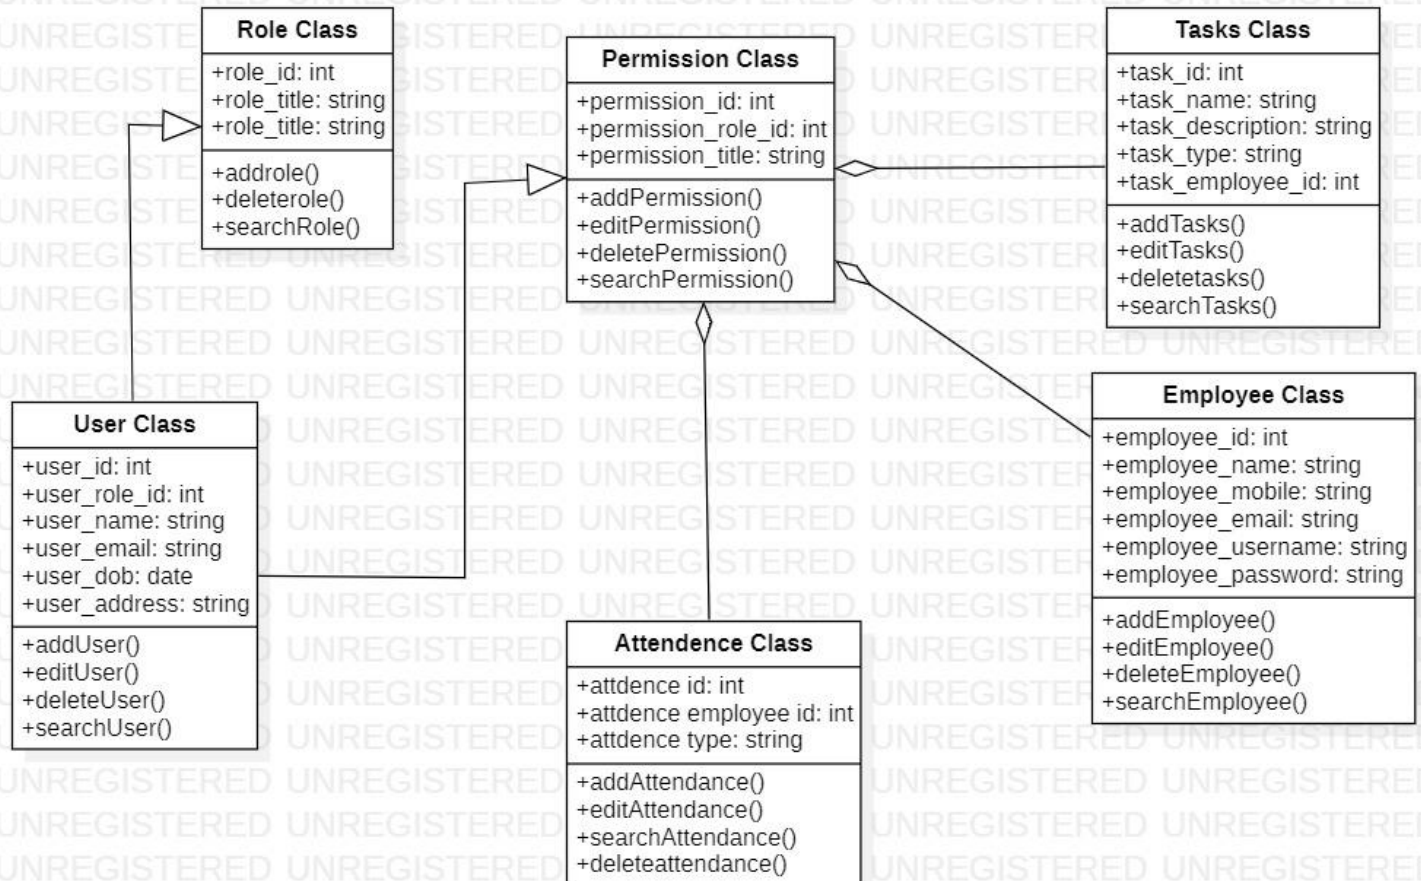 Role Class
+role_id: int
+role_title: string
+role_title: string
+addrole()
+deleterole()
+searchRole()
Permission Class
+permission_id: int
+permission_role_id: int
+permission_title: string
+addPermission()
+editPermission()
+deletePermission()
+searchPermission()
Tasks Class
+task_id: int
+task_name: string
+task_description: string
+task_type: string
+task_employee_id: int
+addTasks()
+editTasks()
+deletetasks()
+searchTasks()
User Class
+user_id: int
+user_role_id: int
+user_name: string
+user_email: string
+user_dob: date
+user_address: string
+addUser()
+editUser()
+deleteUser()
+searchUser()
Attendence Class
+attdence id: int
+attdence employee id: int
+attdence type: string
+addAttendance()
+editAttendance()
+searchAttendance()
+deleteattendance()
Employee Class
+employee_id: int
+employee_name: string
+employee_mobile: string
+employee_email: string
+employee_username: string
+employee_password: string
+addEmployee()
+editEmployee()
+deleteEmployee()
+searchEmployee()
UNREGISTERED